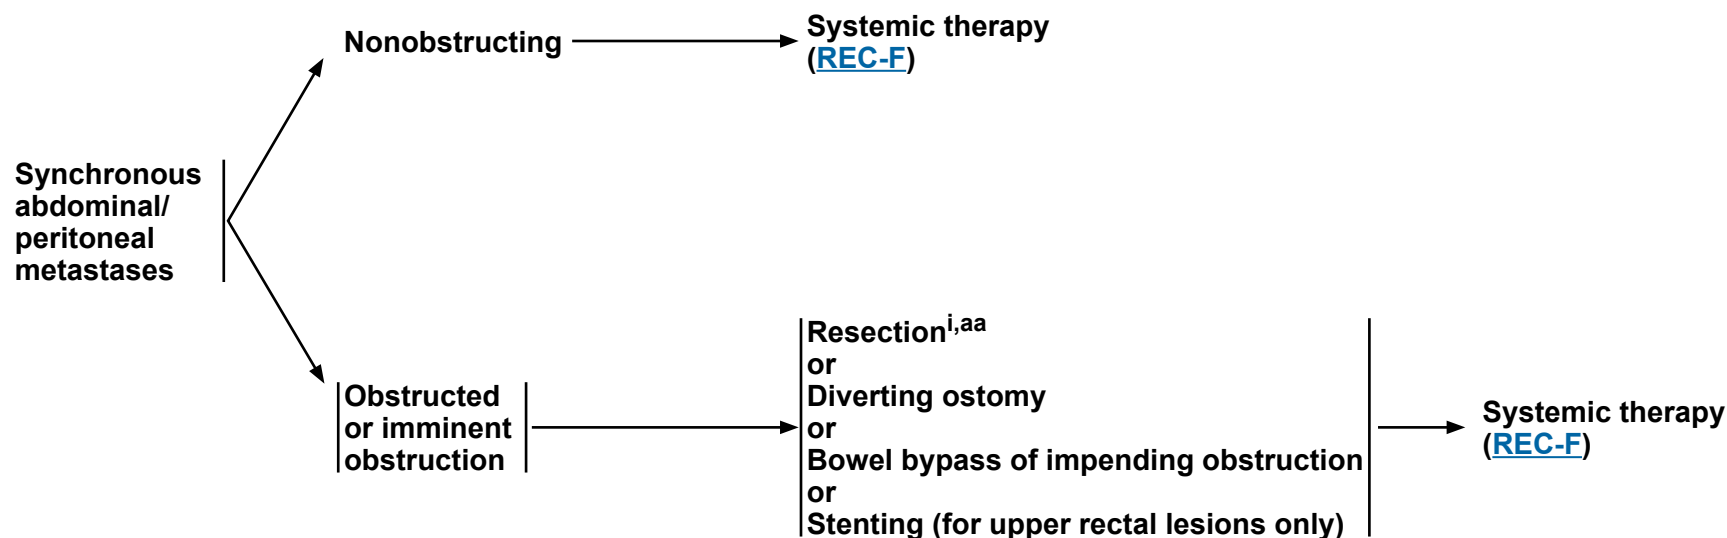 Nonobstructing
Systemic therapy
(REC-F)
Synchronous
abdominal/
peritoneal
metastases
Obstructed
or imminent
obstruction
Resectioni,aa
or
Diverting ostomy
or
Bowel bypass of impending obstruction
or
Stenting (for upper rectal lesions only)
Systemic therapy
(REC-F)